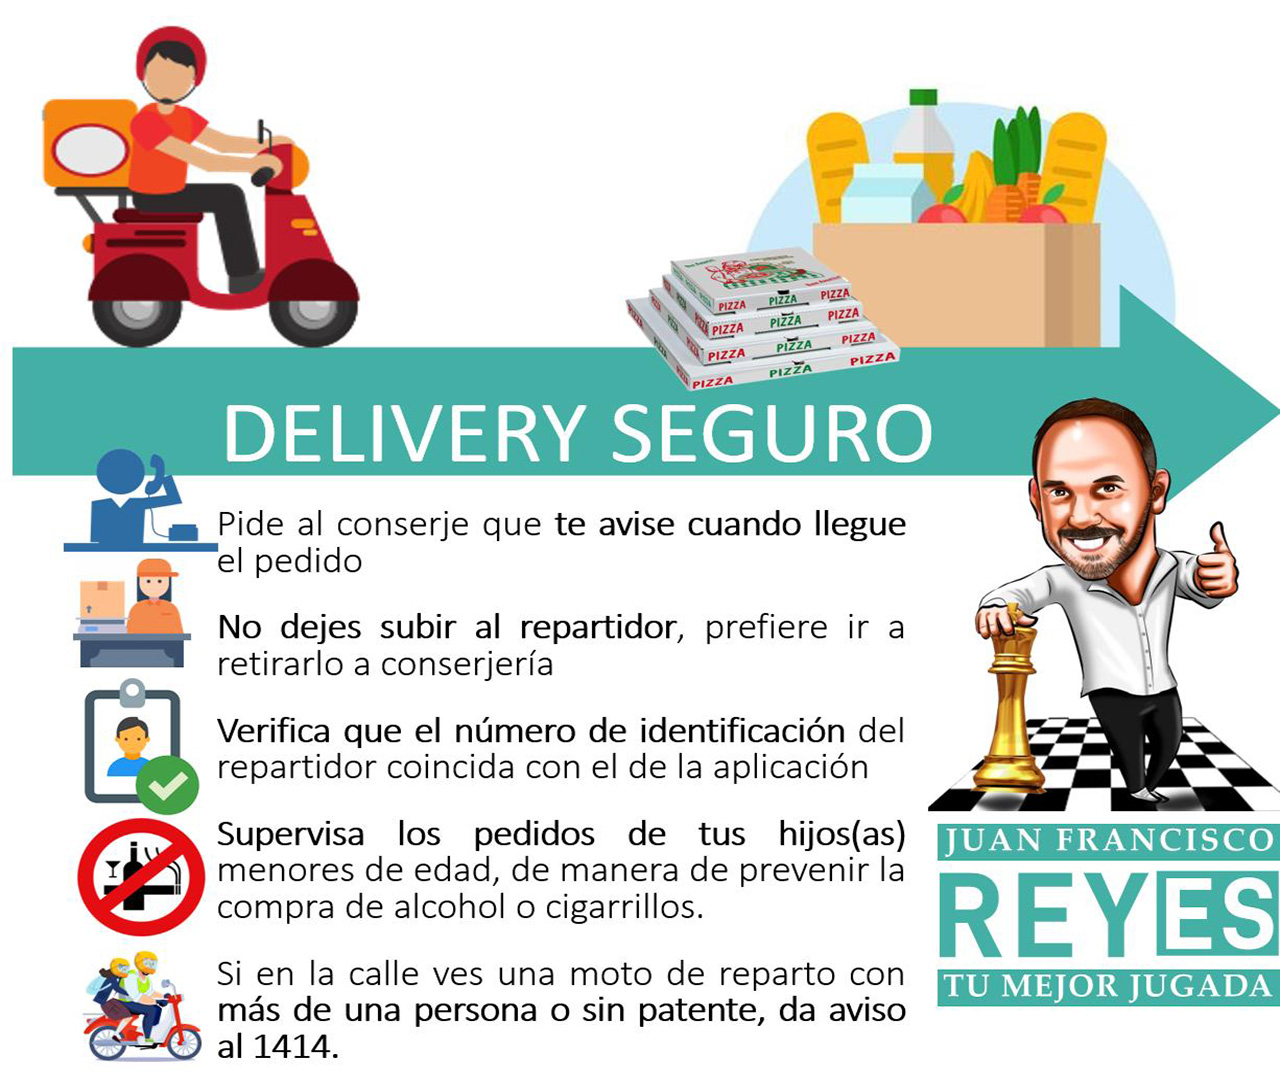 PIZZA PIZZA PIZZA
PIZZA PIZZA PIZZA
PIZZA PIZZA PIZZA
PIZZA PIZZA PIZZA
DELIVERY SEGURO
Pide al conserje que te avise cuando llegue
el pedido
No dejes subir al repartidor, prefiere ir a
retirarlo a conserjería
Verifica que el número de identificación del
repartidor coincida con el de la aplicación
Supervisa los pedidos de tus hijos(as)
menores de edad, de manera de prevenir la
compra de alcohol o cigarrillos.
Si en la calle ves una moto de reparto con
más de una persona o sin patente, da aviso
al 1414.
JUAN FRANCISCO
REYES
TU MEJOR JUGADA